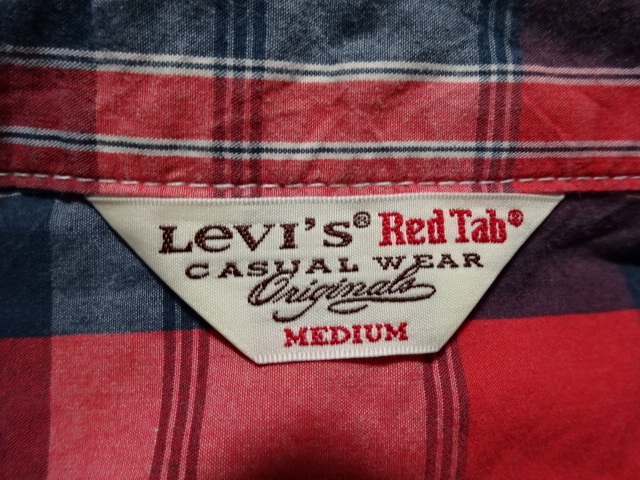 Levi's® Red Tab®
CASUAL WEAR
Originals
MEDIUM